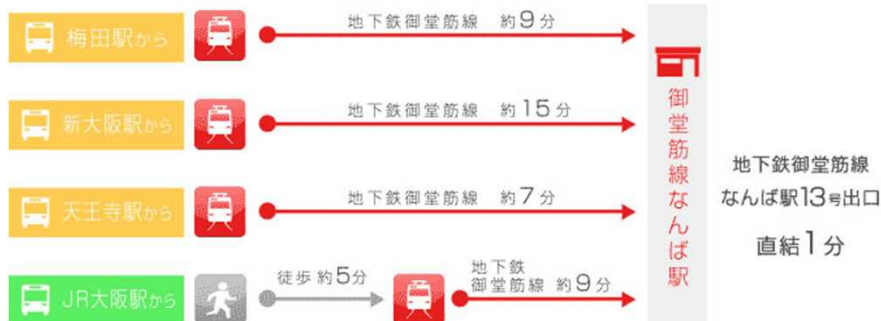 梅田駅から
地下鉄御堂筋線 約9分
新大阪駅から
地下鉄御堂筋線 約15分
天王寺駅から
地下鉄御堂筋線 約7分
JR大阪駅から
徒歩 約5分
地下鉄
御堂筋線 約9分
御堂筋線なんば駅
地下鉄御堂筋線
なんば駅13号出口
直結1分